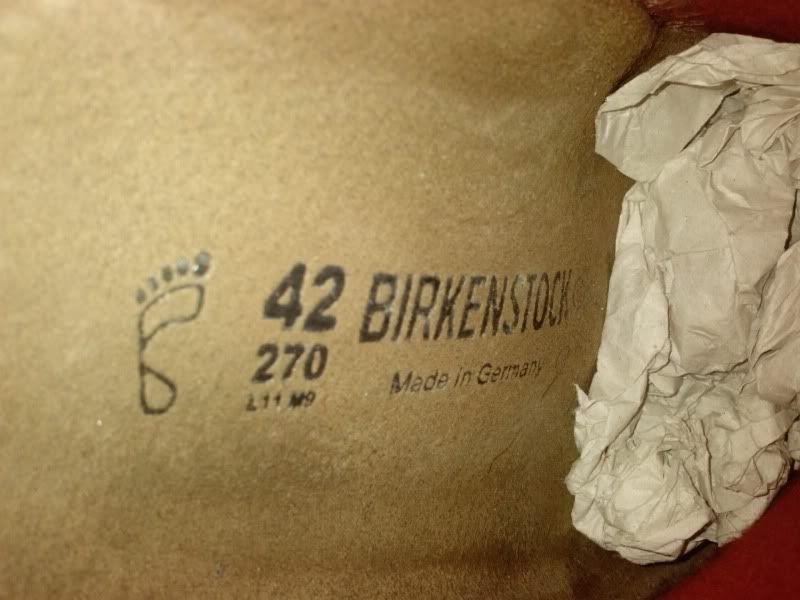 42 BIRKENSTOCK
270 Made in Germany
L11 M9